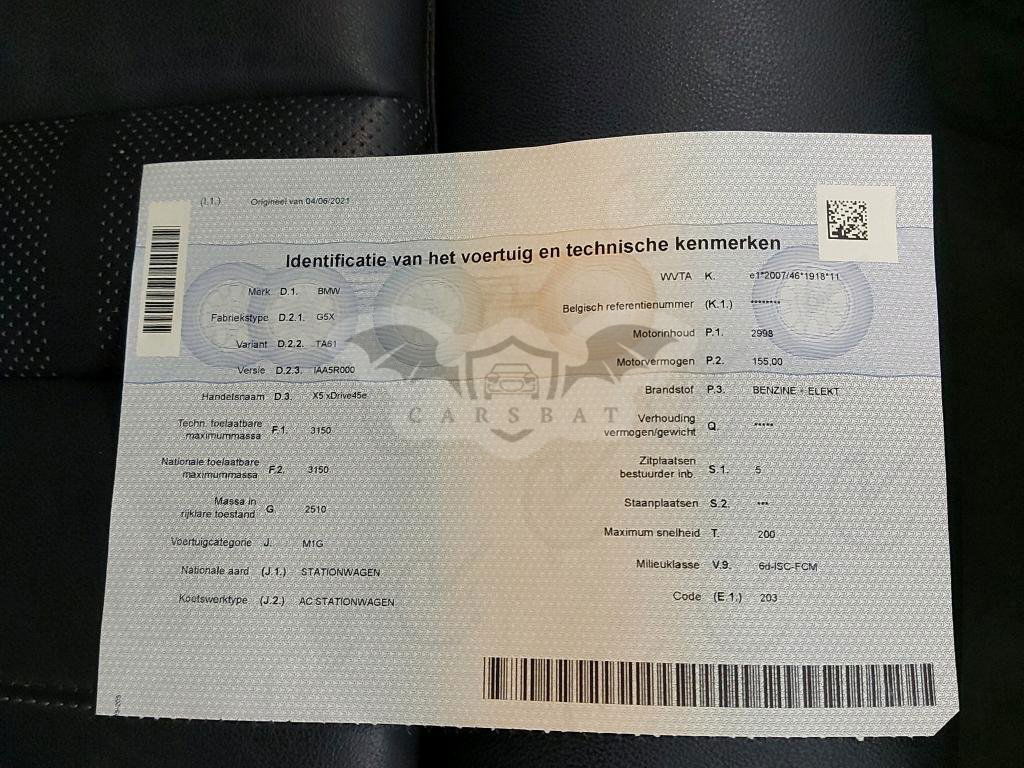 (I.1.) Origineel van 04/06/2021
Identificatie van het voertuig en technische kenmerken
Merk D.1. BMW
Fabriekstype D.2.1. G5X
Variant D.2.2. TA61
Versie D.2.3. IAA5R000
Handelsnaam D.3. X5 xDrive45e
Techn. toelaatbare
maximummassa F.1. 3150
Nationale toelaatbare
maximummassa F.2. 3150
Massa in
rijklare toestand G. 2510
Voertuigcategorie J. M1G
Nationale aard (J.1.) STATIONWAGEN
Koetswerktype (J.2.) AC STATIONWAGEN
WVTA K. e1*2007/46*1918*11
Belgisch referentienummer (K.1.) ********
Motorinhoud P.1. 2998
Motorvermogen P.2. 155,00
Brandstof P.3. BENZINE + ELEKT
Verhouding
vermogen/gewicht Q. *****
Zitplaatsen
bestuurder inb. S.1. 5
Staanplaatsen S.2. ***
Maximum snelheid T. 200
Milieuklasse V.9. 6d-ISC-FCM
Code (E.1.) 203
CARSBAT